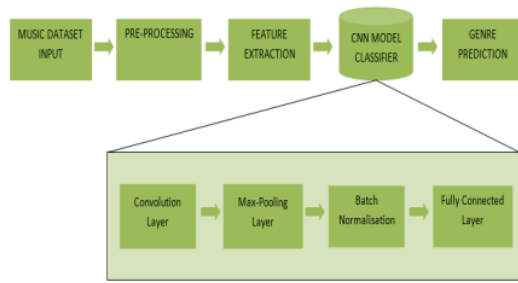 MUSIC DATASET
INPUT
PRE-PROCESSING
FEATURE
EXTRACTION
CNN MODEL
CLASSIFIER
GENRE
PREDICTION
Convolution
Layer
Max-Pooling
Layer
Batch
Normalisation
Fully Connected
Layer